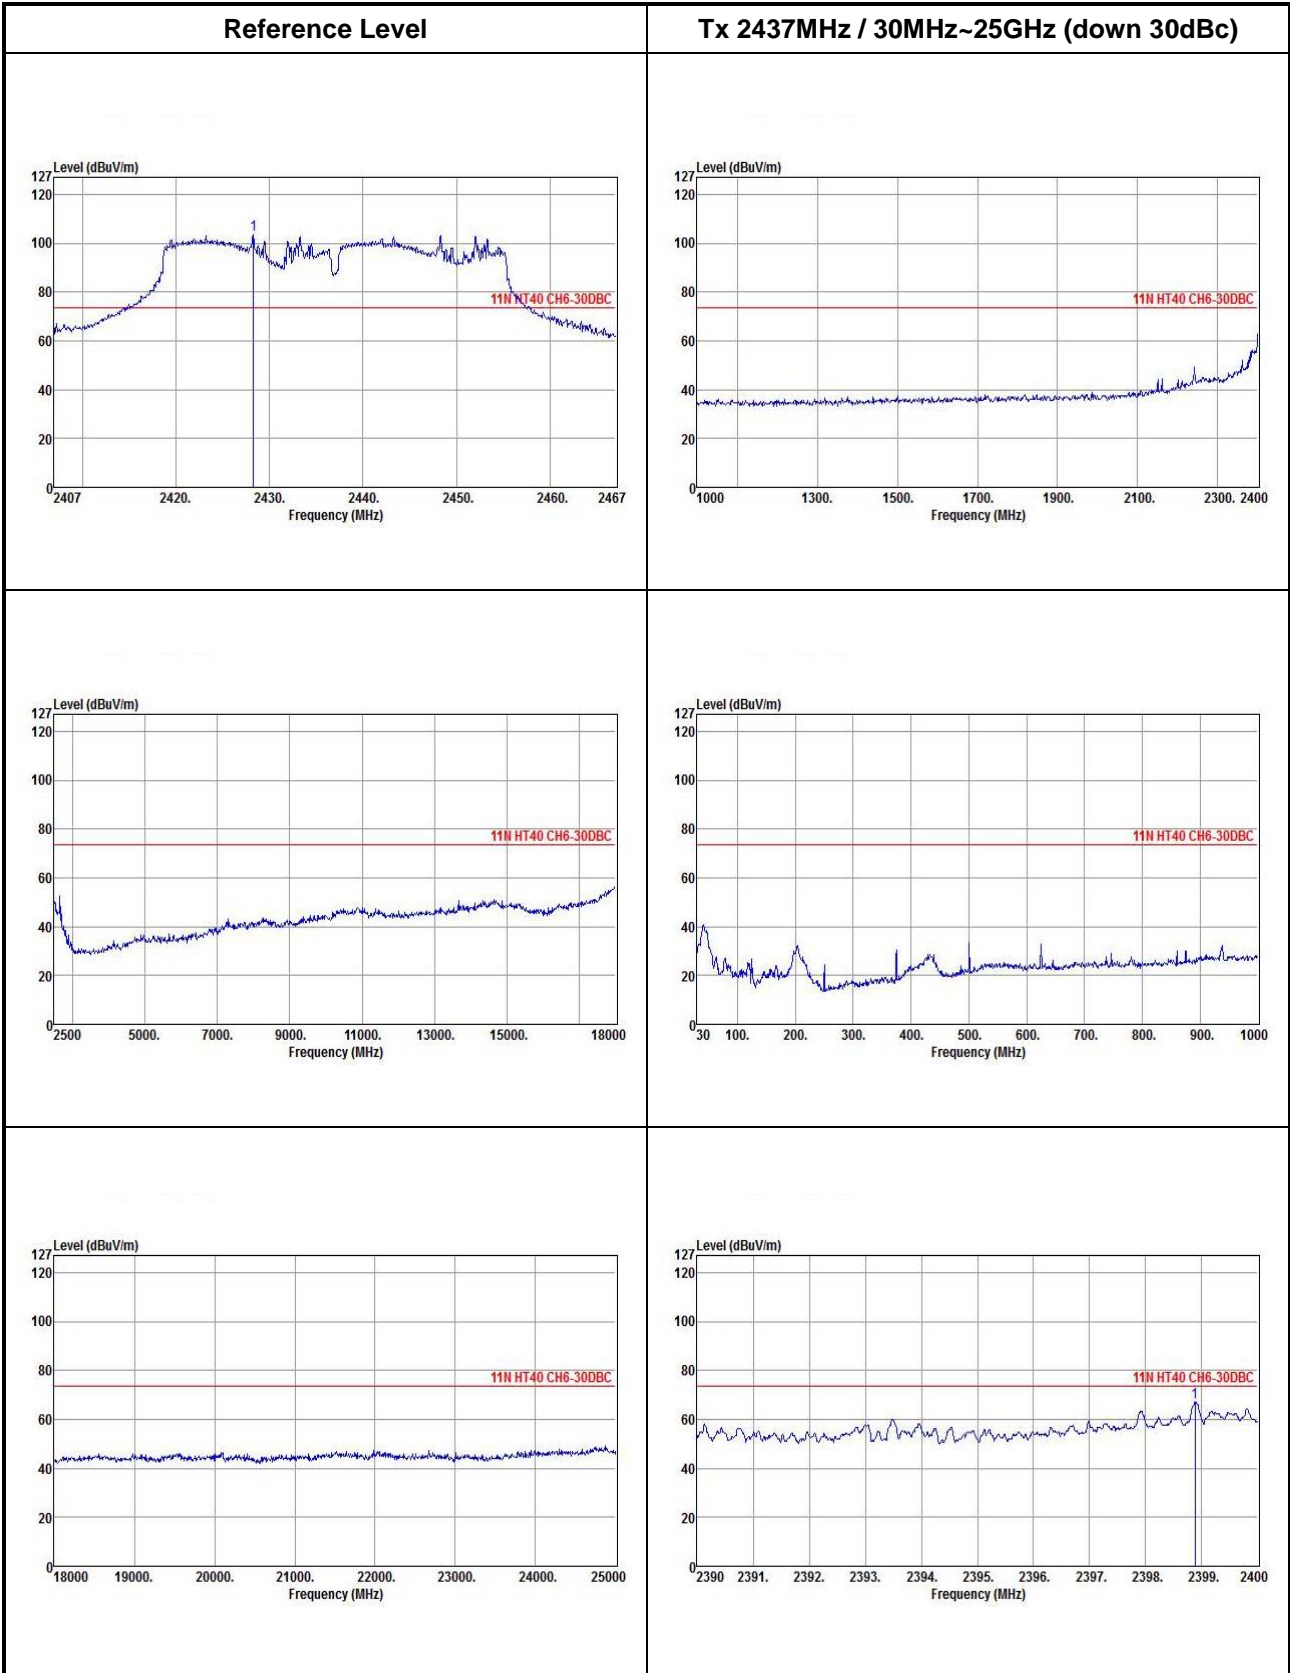 Reference Level
Tx 2437MHz / 30MHz~25GHz (down 30dBc)
Level (dBuV/m)
127
120
100
80
60
40
20
0
1
11N HT40 CH6-30DBC
2407 2420. 2430. 2440. 2450. 2460. 2467
Frequency (MHz)
Level (dBuV/m)
127
120
100
80
60
40
20
0
11N HT40 CH6-30DBC
1000 1300. 1500. 1700. 1900. 2100. 2300. 2400
Frequency (MHz)
Level (dBuV/m)
127
120
100
80
60
40
20
0
11N HT40 CH6-30DBC
2500 5000. 7000. 9000. 11000. 13000. 15000. 18000
Frequency (MHz)
Level (dBuV/m)
127
120
100
80
60
40
20
0
11N HT40 CH6-30DBC
30 100. 200. 300. 400. 500. 600. 700. 800. 900. 1000
Frequency (MHz)
Level (dBuV/m)
127
120
100
80
60
40
20
0
11N HT40 CH6-30DBC
18000 19000. 20000. 21000. 22000. 23000. 24000. 25000
Frequency (MHz)
Level (dBuV/m)
127
120
100
80
60
40
20
0
11N HT40 CH6-30DBC
1
2390 2391. 2392. 2393. 2394. 2395. 2396. 2397. 2398. 2399. 2400
Frequency (MHz)